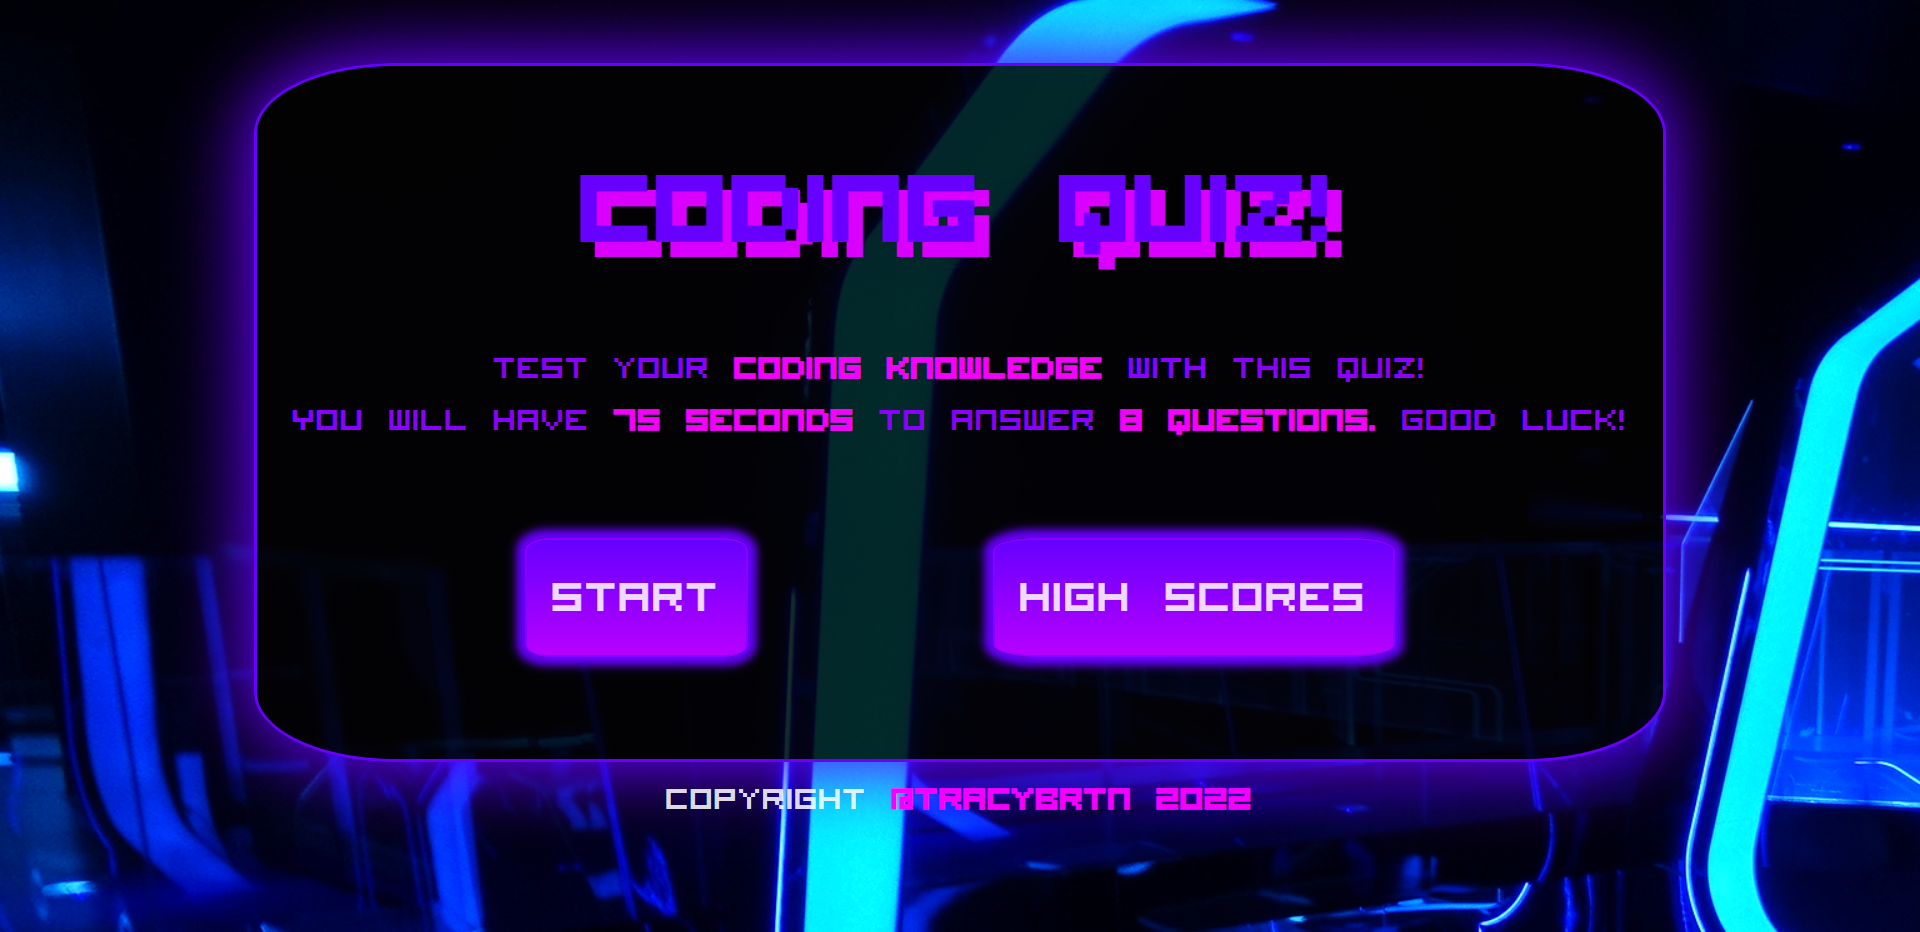 CODING QUIZ!
TEST YOUR CODING KNOWLEDGE WITH THIS QUIZ!
YOU WILL HAVE 75 SECONDS TO ANSWER 8 QUESTIONS. GOOD LUCK!
START
HIGH SCORES
COPYRIGHT @TRACYBRTN 2022